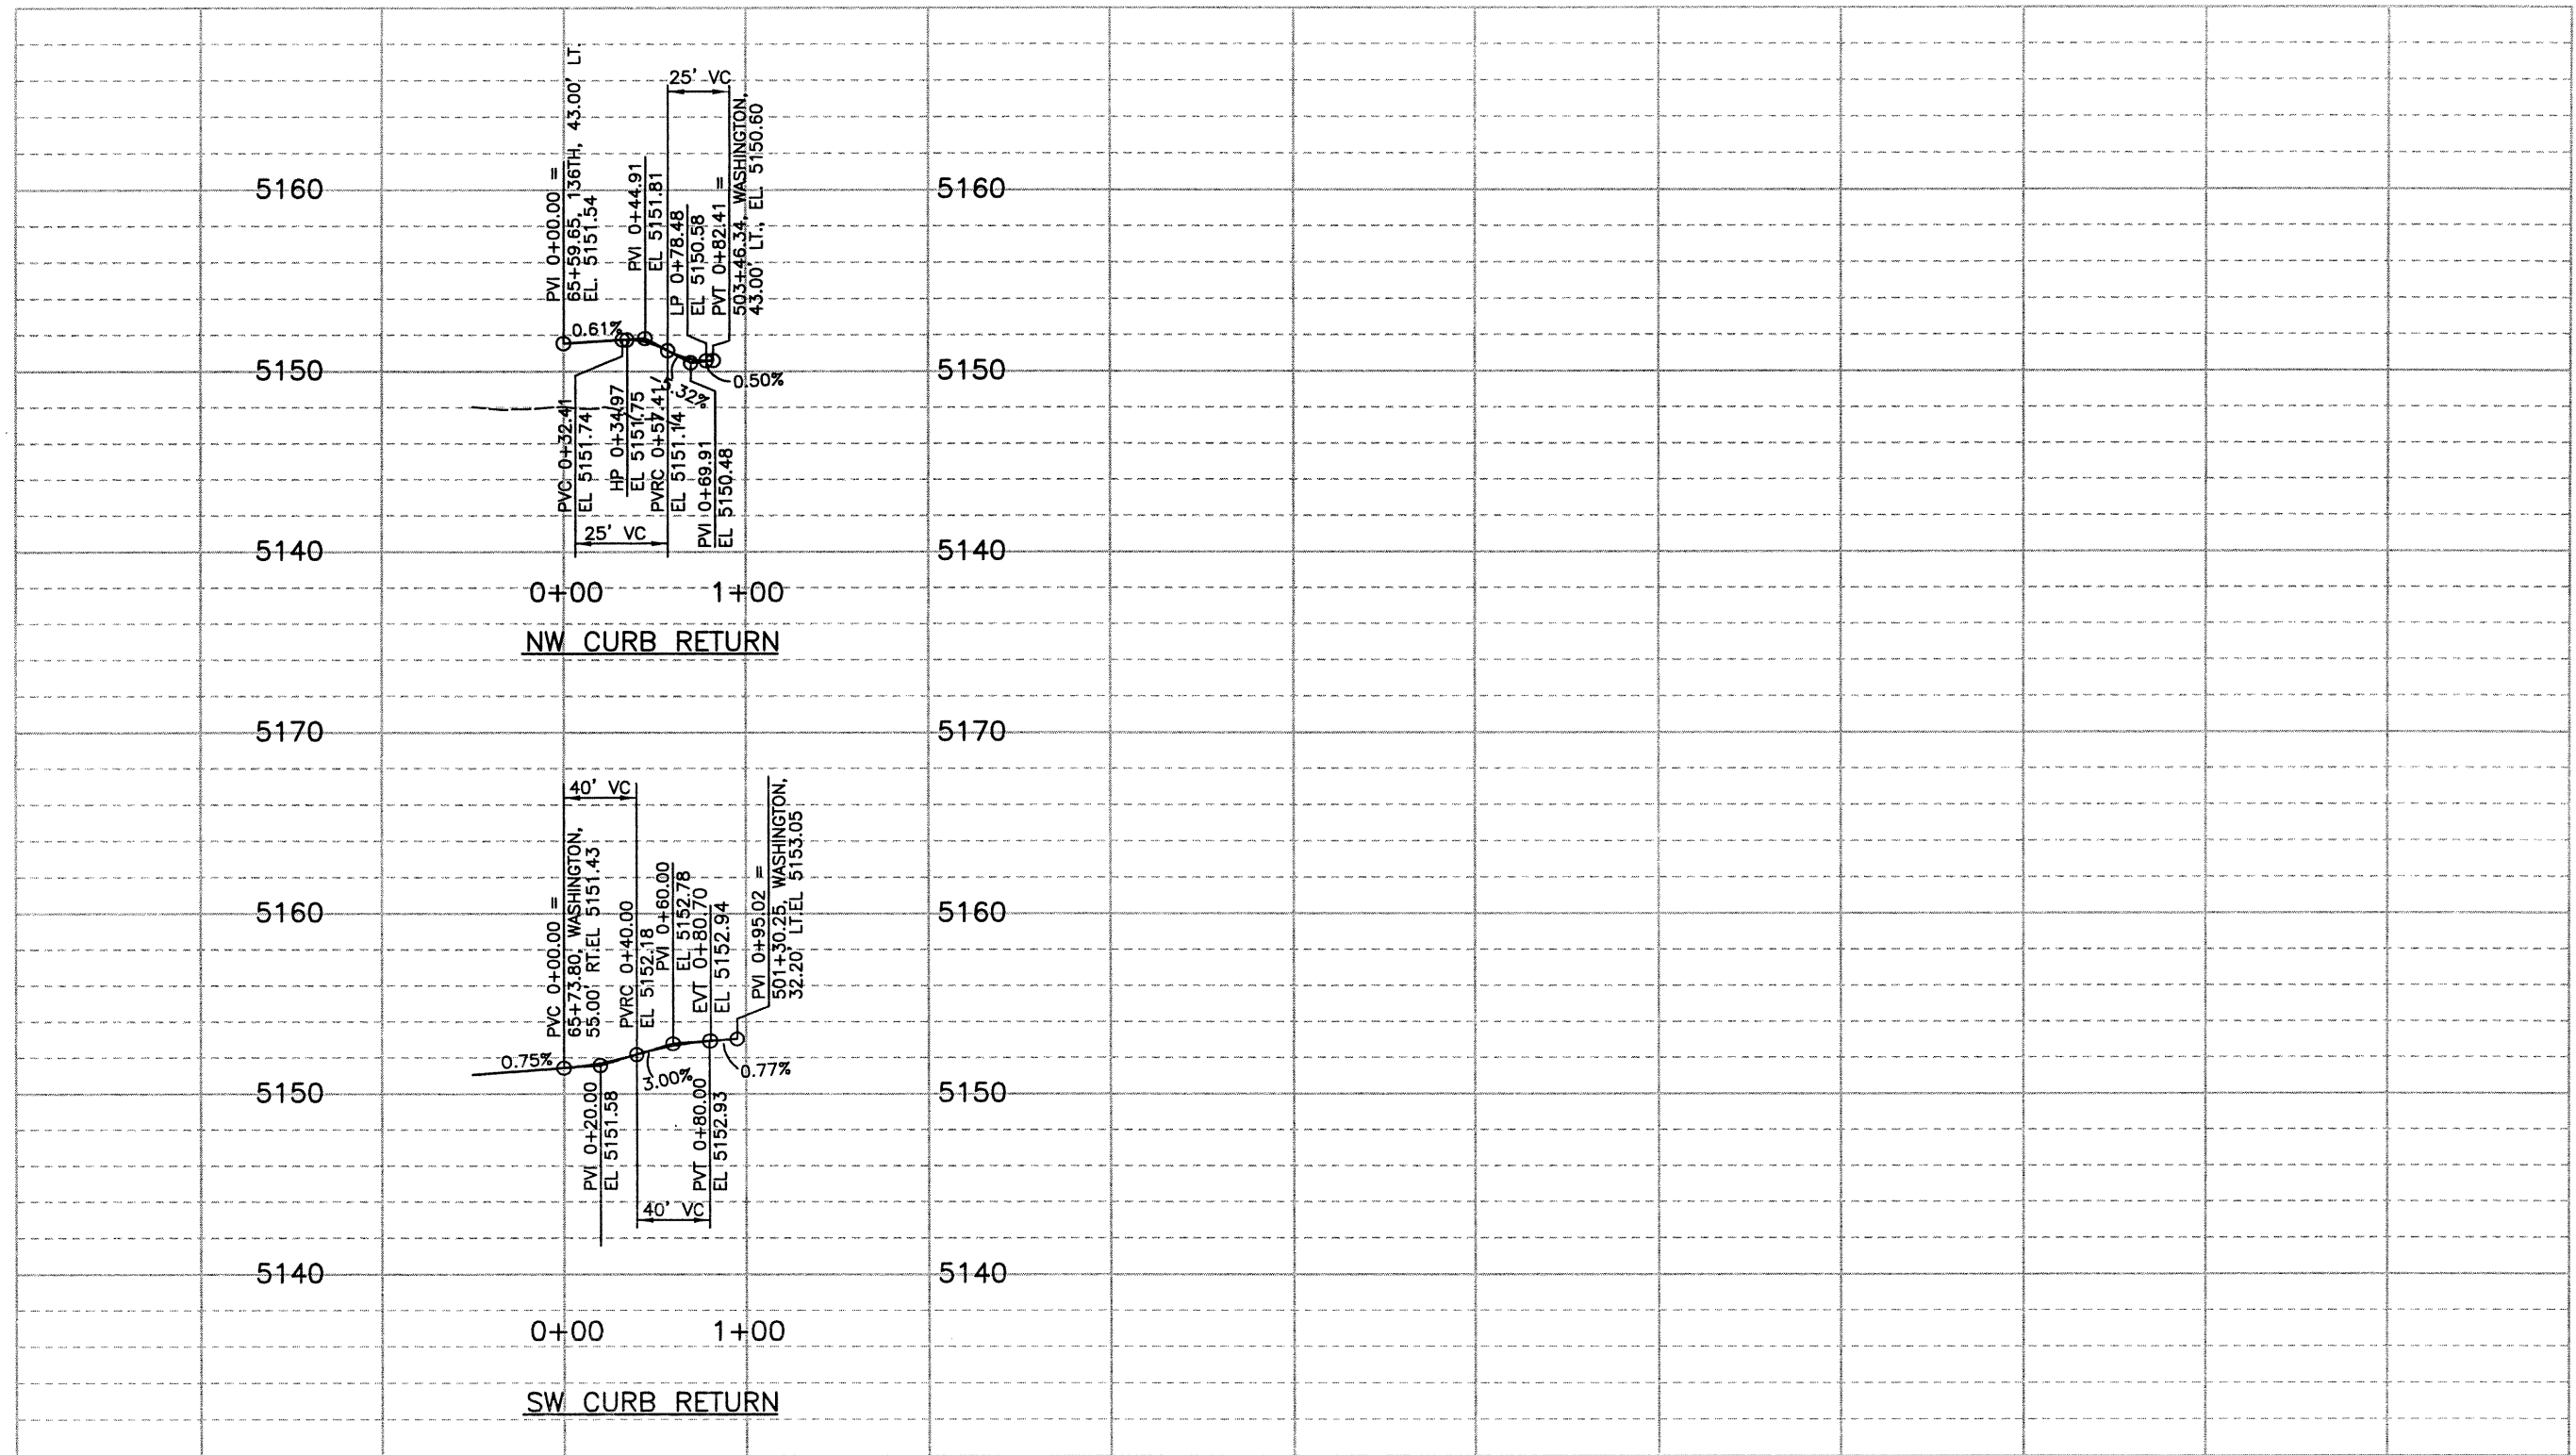 PVI 0+00.00 =
65+59.65, 136TH, 43.00' LT.
EL. 5151.54
PVI 0+44.91
EL 5151.81
25' VC
LP 0+78.48
EL 5150.58
PVT 0+82.41 =
503+46.34, WASHINGTON,
43.00' LT., EL 5150.60
5160
5160
0.61%
5150
5150
0.50%
5.32%
PVC 0+32.41
EL 5151.74
HP 0+34.97
EL 5151.75
PVRC 0+57.41
EL 5151.14
PVI 0+69.91
EL 5150.48
25' VC
5140
5140
0+00
1+00
NW CURB RETURN
5170
5170
40' VC
PVC 0+00.00 =
65+73.80, WASHINGTON,
55.00' RT.EL 5151.43
PVRC 0+40.00
EL 5152.18
PVI 0+60.00
EL 5152.78
EVT 0+80.70
EL 5152.94
PVI 0+95.02 =
501+30.25, WASHINGTON,
32.20' LT.EL 5153.05
5160
5160
0.75%
3.00%
0.77%
5150
5150
PVI 0+20.00
EL 5151.58
PVT 0+80.00
EL 5152.93
40' VC
5140
5140
0+00
1+00
SW CURB RETURN